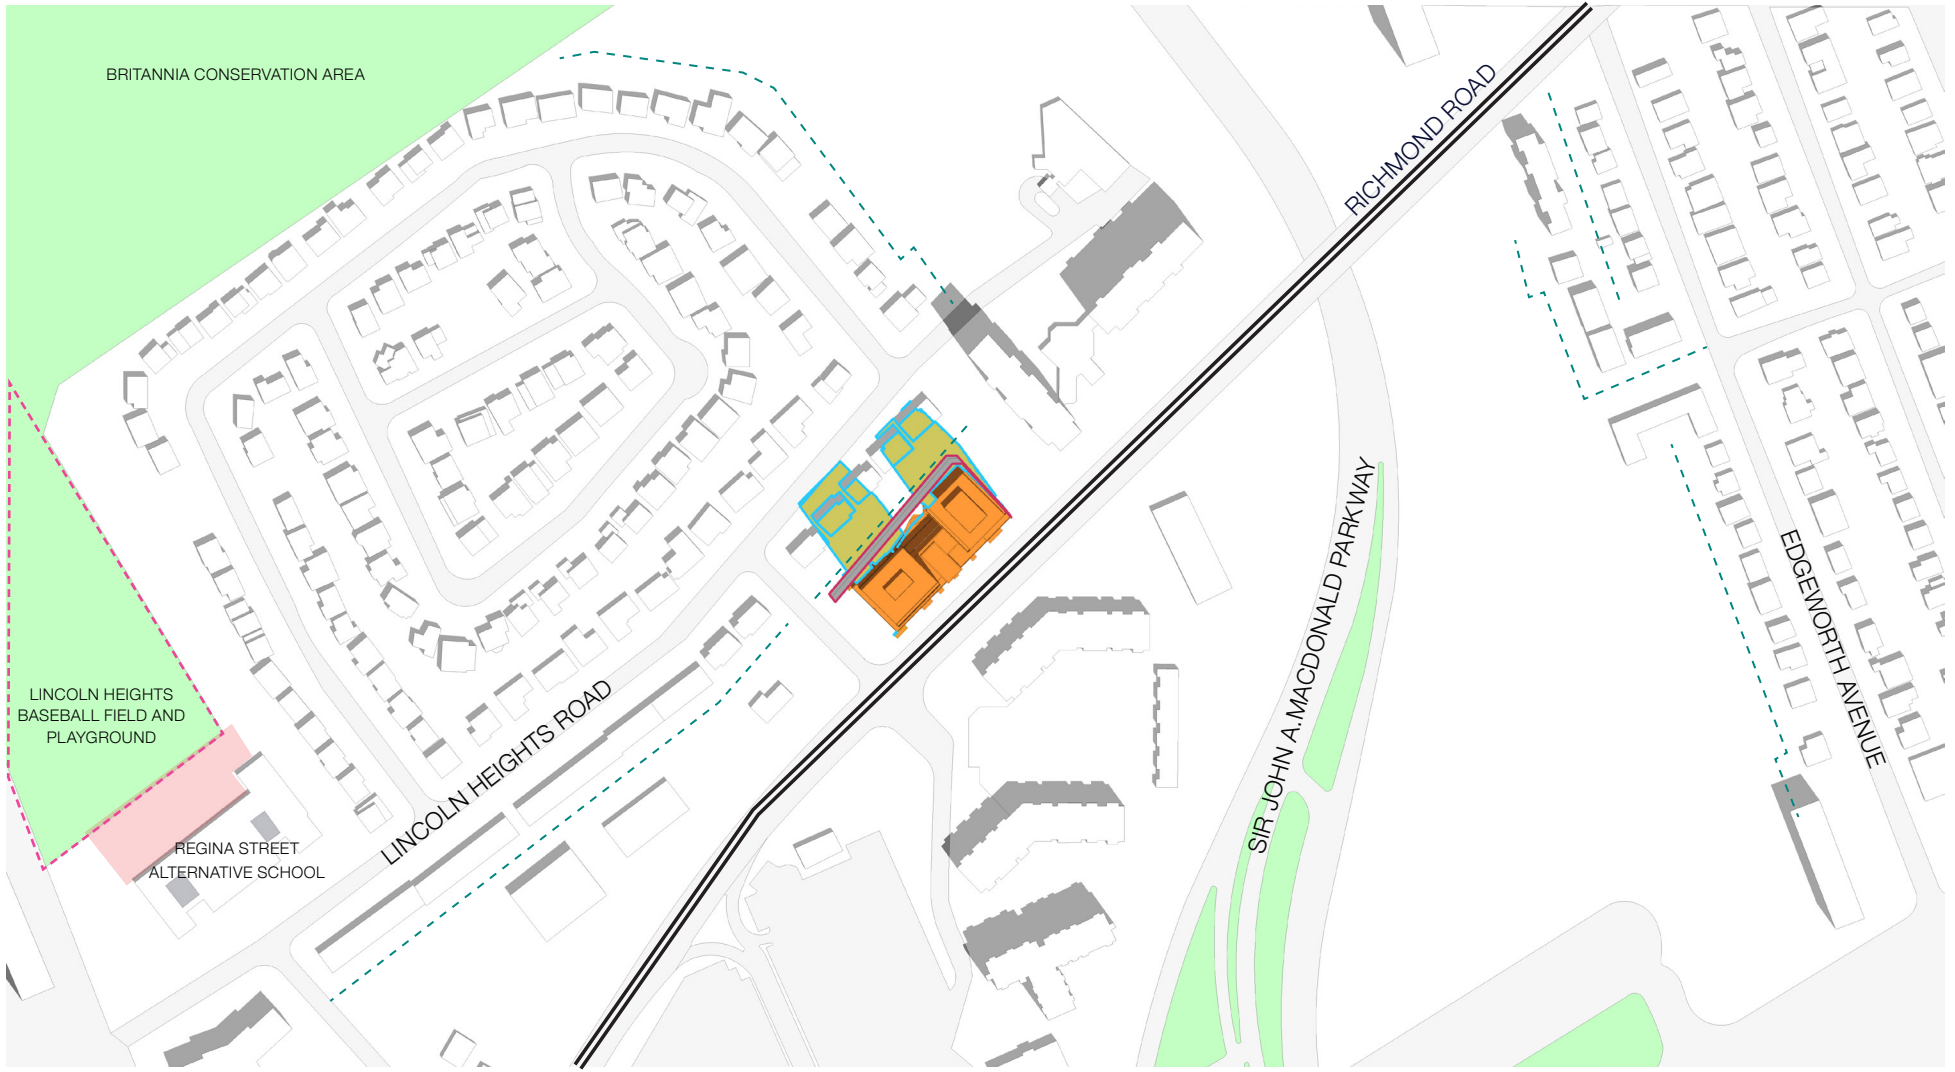 BRITANNIA CONSERVATION AREA
RICHMOND ROAD
SIR JOHN A.MACDONALD PARKWAY
EDGEWORTH AVENUE
LINCOLN HEIGHTS
BASEBALL FIELD AND
PLAYGROUND
LINCOLN HEIGHTS ROAD
REGINA STREET
ALTERNATIVE SCHOOL